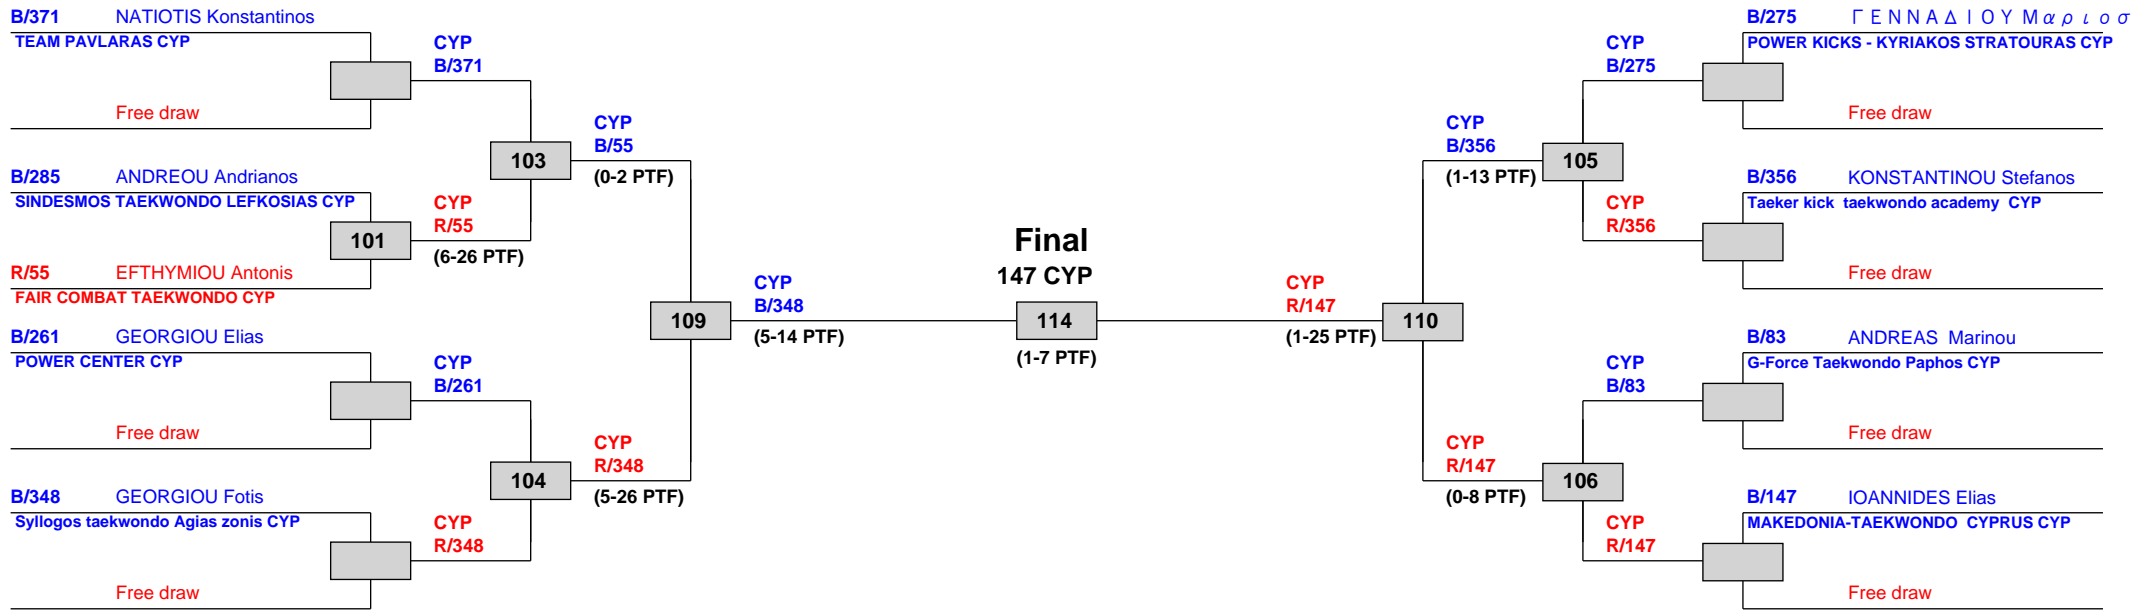 B/371 NATIOTIS Konstantinos
TEAM PAVLARAS CYP
Free draw
B/285 ANDREOU Andrianos
SINDESMOS TAEKWONDO LEFKOSIAS CYP
R/55 EFTHYMIOU Antonis
FAIR COMBAT TAEKWONDO CYP
B/261 GEORGIOU Elias
POWER CENTER CYP
Free draw
B/348 GEORGIOU Fotis
Syllogos taekwondo Agias zonis CYP
Free draw
CYP
B/371
101
CYP
R/55
(6-26 PTF)
CYP
B/261
CYP
R/348
103
CYP
B/55
(0-2 PTF)
104
CYP
R/348
(5-26 PTF)
109
CYP
B/348
(5-14 PTF)
Final
147 CYP
114
(1-7 PTF)
CYP
R/147
(1-25 PTF)
110
CYP
B/356
(1-13 PTF)
105
CYP
R/147
(0-8 PTF)
106
CYP
B/275
CYP
R/356
CYP
B/83
CYP
R/147
B/275 ΓΕΝΝΑΔΙΟΥ Μαριοσ
POWER KICKS - KYRIAKOS STRATOURAS CYP
Free draw
B/356 KONSTANTINOU Stefanos
Taeker kick taekwondo academy CYP
Free draw
B/83 ANDREAS Marinou
G-Force Taekwondo Paphos CYP
Free draw
B/147 IOANNIDES Elias
MAKEDONIA-TAEKWONDO CYPRUS CYP
Free draw